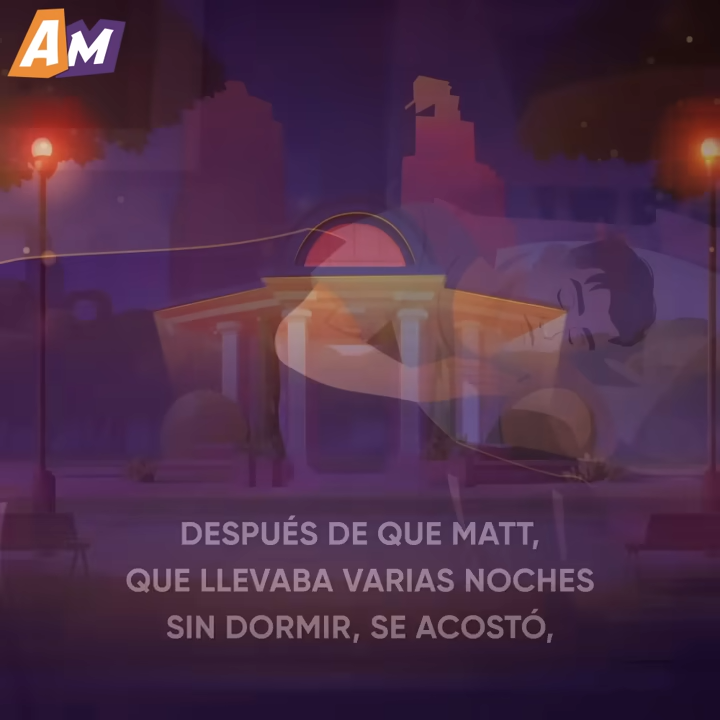 AM
DESPUÉS DE QUE MATT,
QUE LLEVABA VARIAS NOCHES
SIN DORMIR, SE ACOSTÓ,